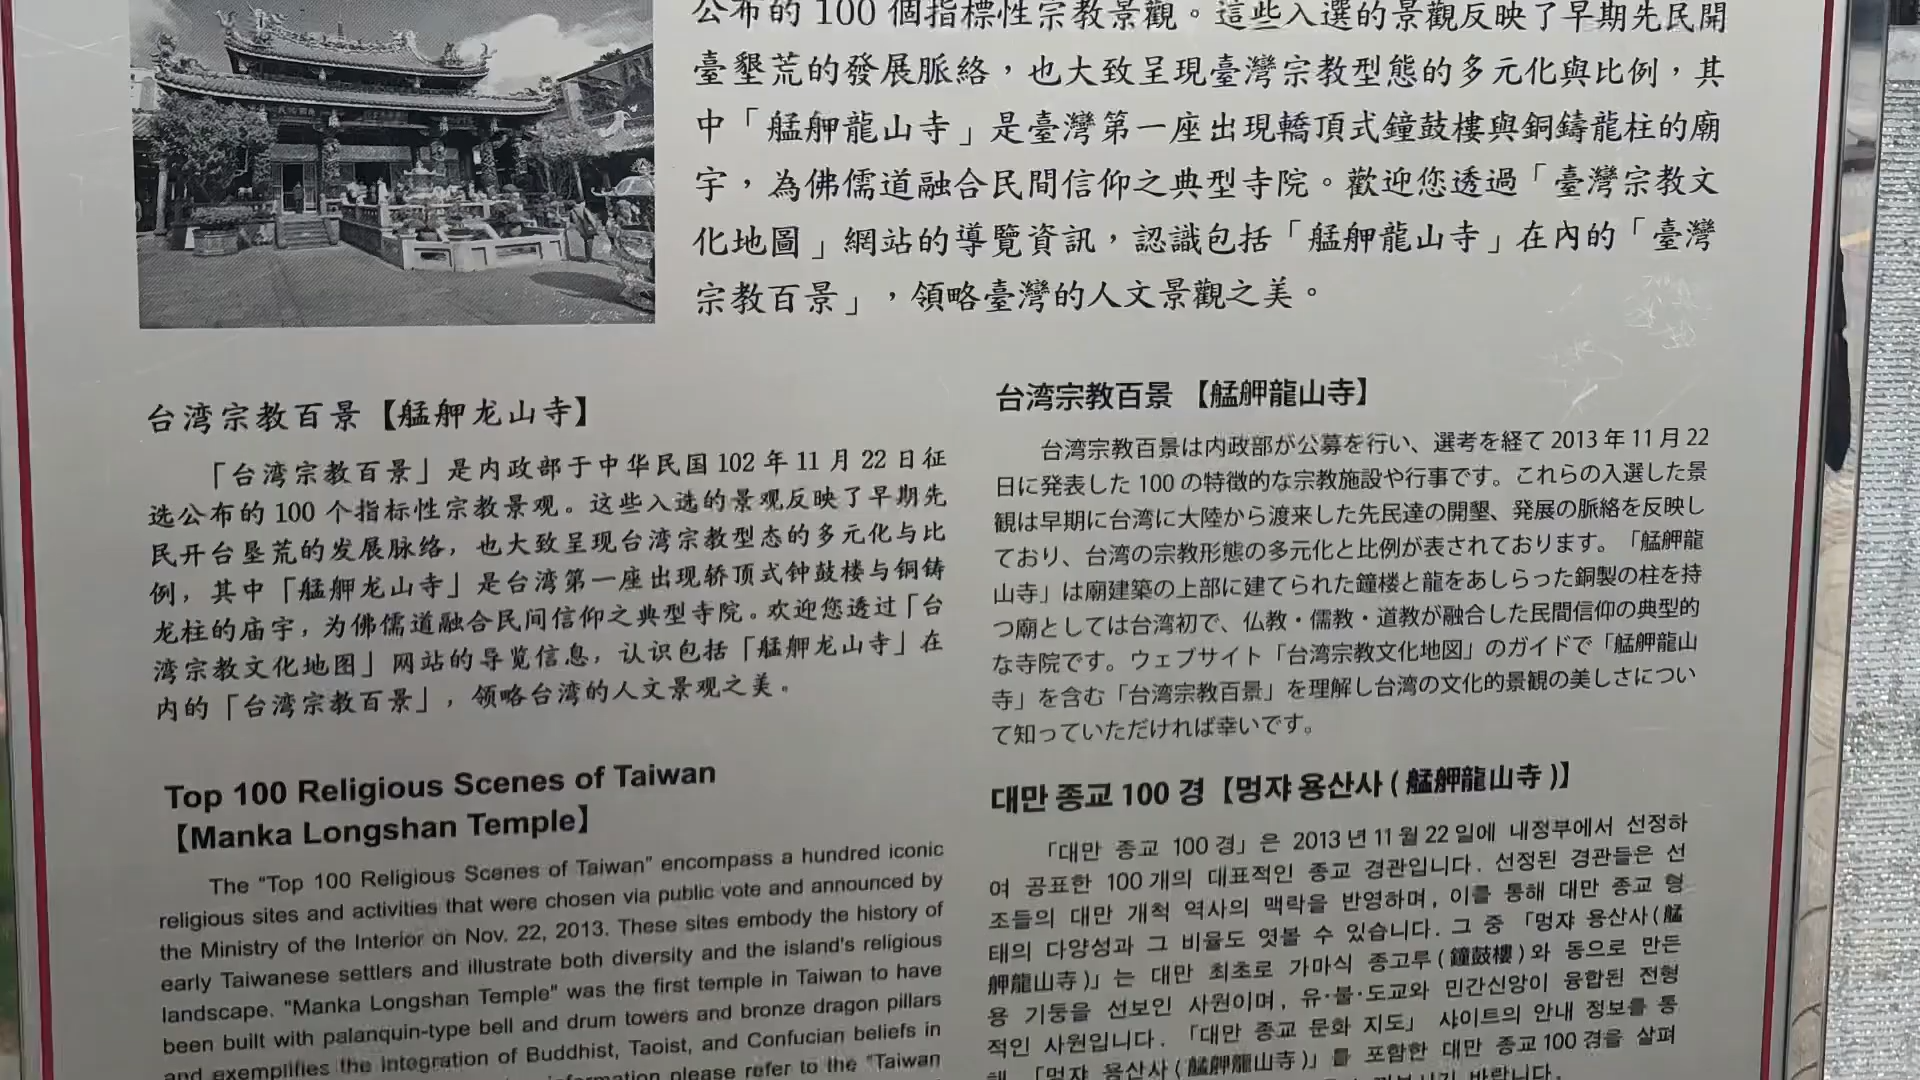 公布的 100 個指標性宗教景觀。這些入選的景觀反映了早期先民開
臺墾荒的發展脈絡，也大致呈現臺灣宗教型態的多元化與比例，其
中「艋舺龍山寺」是臺灣第一座出現轎頂式鐘鼓樓與銅鑄龍柱的廟
宇，為佛儒道融合民間信仰之典型寺院。歡迎您透過「臺灣宗教文
化地圖」網站的導覽資訊，認識包括「艋舺龍山寺」在內的「臺灣
宗教百景」，領略臺灣的人文景觀之美。
台湾宗教百景【艋舺龙山寺】
「台湾宗教百景」是内政部于中华民国 102 年 11 月 22 日征
选公布的 100 个指标性宗教景观。这些入选的景观反映了早期先
民开台垦荒的发展脉络，也大致呈现台湾宗教型态的多元化与比
例，其中「艋舺龙山寺」是台湾第一座出现轿顶式钟鼓楼与铜铸
龙柱的庙宇，为佛儒道融合民间信仰之典型寺院。欢迎您透过「台
湾宗教文化地图」网站的导览信息，认识包括「艋舺龙山寺」在
内的「台湾宗教百景」，领略台湾的人文景观之美。
台湾宗教百景 【艋舺龍山寺】
台湾宗教百景は内政部が公募を行い、選考を経て 2013 年 11 月 22
日に発表した 100 の特徴的な宗教施設や行事です。これらの入選した景
観は早期に台湾に大陸から渡来した先民達の開墾、発展の脈絡を反映し
ており、台湾の宗教形態の多元化と比例が表されております。「艋舺龍
山寺」は廟建築の上部に建てられた鐘楼と龍をあしらった銅製の柱を持
つ廟としては台湾初で、仏教・儒教・道教が融合した民間信仰の典型的
な寺院です。ウェブサイト「台湾宗教文化地図」のガイドで「艋舺龍山
寺」を含む「台湾宗教百景」を理解し台湾の文化的景観の美しさについ
て知っていただければ幸いです。
Top 100 Religious Scenes of Taiwan
【Manka Longshan Temple】
The "Top 100 Religious Scenes of Taiwan" encompass a hundred iconic
religious sites and activities that were chosen via public vote and announced by
the Ministry of the Interior on Nov. 22, 2013. These sites embody the history of
early Taiwanese settlers and illustrate both diversity and the island's religious
landscape. "Manka Longshan Temple" was the first temple in Taiwan to have
been built with palanquin-type bell and drum towers and bronze dragon pillars
and exemplifies the integration of Buddhist, Taoist, and Confucian beliefs in
information please refer to the "Taiwan
대만 종교 100 경【멍쟈 용산사 ( 艋舺龍山寺 )】
「대만 종교 100 경」은 2013 년 11 월 22 일에 내정부에서 선정하
여 공표한 100 개의 대표적인 종교 경관입니다. 선정된 경관들은 선
조들의 대만 개척 역사의 맥락을 반영하며, 이를 통해 대만 종교 형
태의 다양성과 그 비율도 엿볼 수 있습니다. 그 중 「멍쟈 용산사(艋
舺龍山寺)」는 대만 최초로 가마식 종고루(鐘鼓樓)와 동으로 만든
용 기둥을 선보인 사원이며, 유·불·도교와 민간신앙이 융합된 전형
적인 사원입니다. 「대만 종교 문화 지도」 사이트의 안내 정보를 통
해, 「멍쟈 용산사(艋舺龍山寺)」를 포함한 대만 종교 100 경을 살펴
바랍니다.